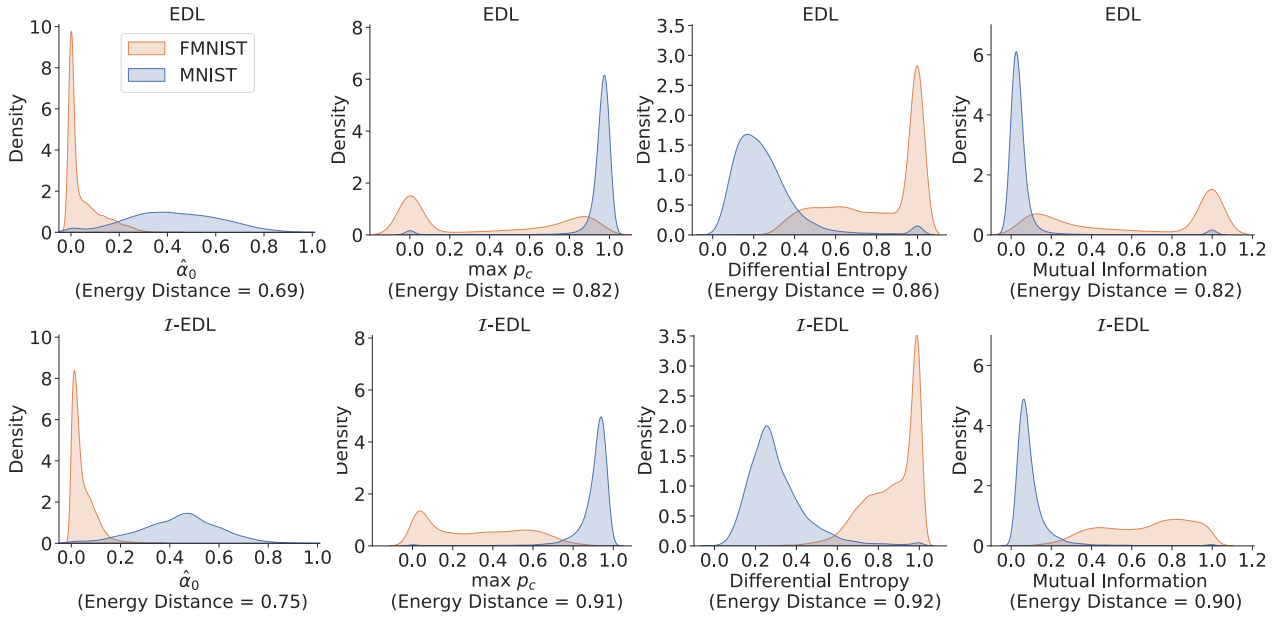 EDL
EDL
EDL
EDL
FMNIST
MNIST
Density
10
8
6
4
2
0
0.0 0.2 0.4 0.6 0.8 1.0
α̂₀
(Energy Distance = 0.69)
Density
8
6
4
2
0
0.0 0.2 0.4 0.6 0.8 1.0
max p_c
(Energy Distance = 0.82)
Density
3.5
3.0
2.5
2.0
1.5
1.0
0.5
0.0
0.0 0.2 0.4 0.6 0.8 1.0
Differential Entropy
(Energy Distance = 0.86)
Density
6
4
2
0
0.0 0.2 0.4 0.6 0.8 1.0 1.2
Mutual Information
(Energy Distance = 0.82)
ℐ-EDL
ℐ-EDL
ℐ-EDL
ℐ-EDL
Density
10
8
6
4
2
0
0.0 0.2 0.4 0.6 0.8 1.0
α̂₀
(Energy Distance = 0.75)
Density
8
6
4
2
0
0.0 0.2 0.4 0.6 0.8 1.0
max p_c
(Energy Distance = 0.91)
Density
3.5
3.0
2.5
2.0
1.5
1.0
0.5
0.0
0.0 0.2 0.4 0.6 0.8 1.0
Differential Entropy
(Energy Distance = 0.92)
Density
6
4
2
0
0.0 0.2 0.4 0.6 0.8 1.0 1.2
Mutual Information
(Energy Distance = 0.90)